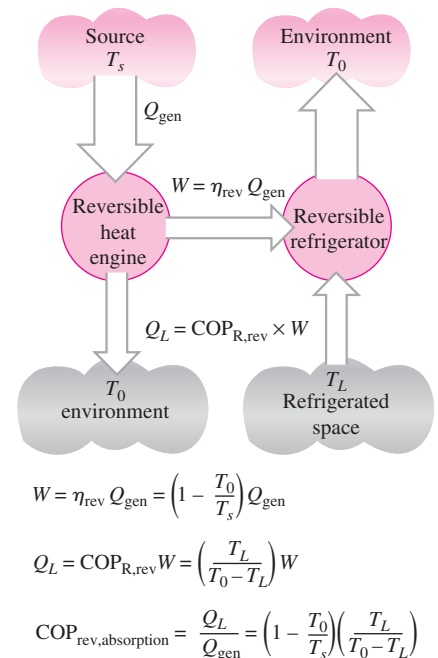 Source
T_s
Environment
T_0
Q_gen
W = η_rev Q_gen
Reversible
heat
engine
Reversible
refrigerator
Q_L = COP_R,rev × W
T_0
environment
T_L
Refrigerated
space
W = η_rev Q_gen = (1 − T_0/T_s) Q_gen
Q_L = COP_R,rev W = (T_L/(T_0 − T_L)) W
COP_rev,absorption = Q_L/Q_gen = (1 − T_0/T_s)(T_L/(T_0 − T_L))